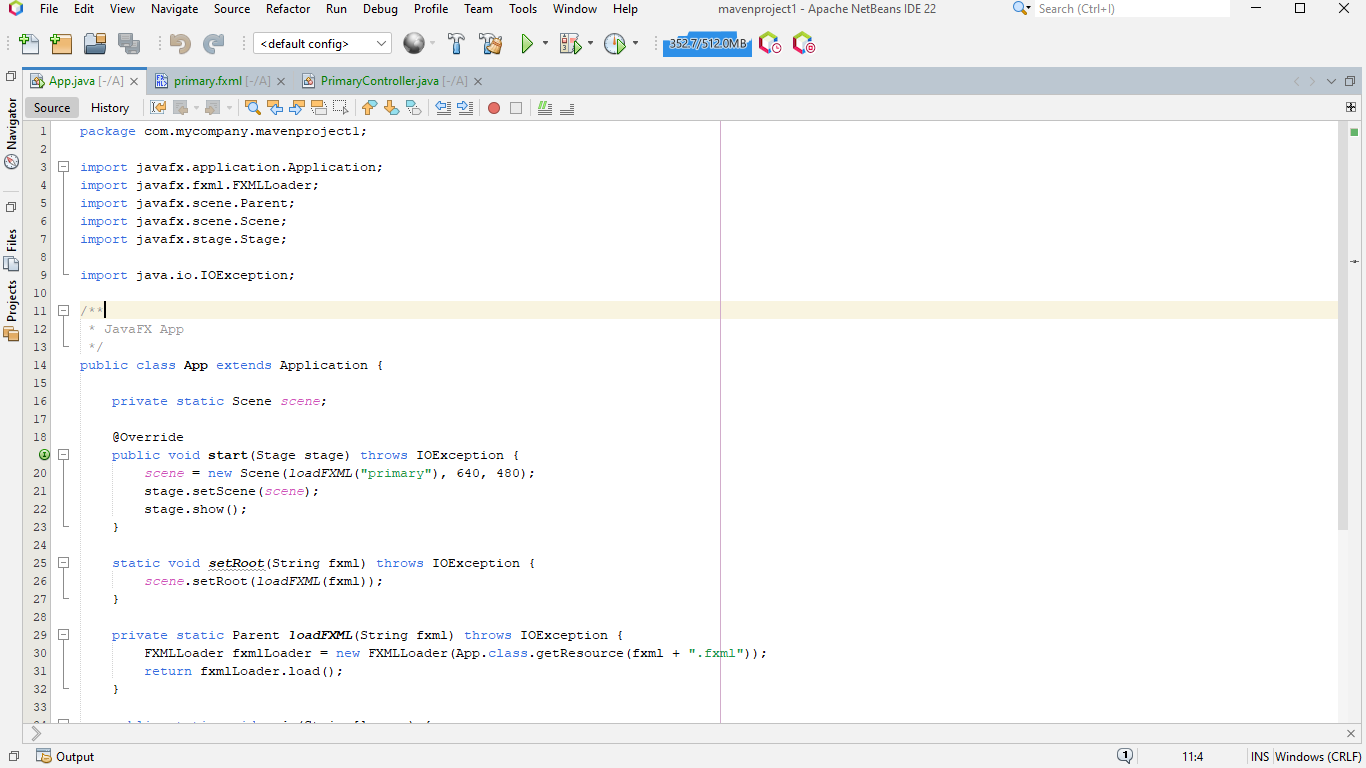 File Edit View Navigate Source Refactor Run Debug Profile Team Tools Window Help mavenproject1 - Apache NetBeans IDE 22 Search (Ctrl+I)
<default config> 352.7/512.0MB
App.java [-/A] primary.fxml [-/A] PrimaryController.java [-/A]
Source History
Navigator
Files
Projects
1 package com.mycompany.mavenproject1;
2
3 import javafx.application.Application;
4 import javafx.fxml.FXMLLoader;
5 import javafx.scene.Parent;
6 import javafx.scene.Scene;
7 import javafx.stage.Stage;
8
9 import java.io.IOException;
10
11 /**
12 * JavaFX App
13 */
14 public class App extends Application {
15
16 private static Scene scene;
17
18 @Override
public void start(Stage stage) throws IOException {
20 scene = new Scene(loadFXML("primary"), 640, 480);
21 stage.setScene(scene);
22 stage.show();
23 }
24
25 static void setRoot(String fxml) throws IOException {
26 scene.setRoot(loadFXML(fxml));
27 }
28
29 private static Parent loadFXML(String fxml) throws IOException {
30 FXMLLoader fxmlLoader = new FXMLLoader(App.class.getResource(fxml + ".fxml"));
31 return fxmlLoader.load();
32 }
33
Output 1 11:4 INS Windows (CRLF)